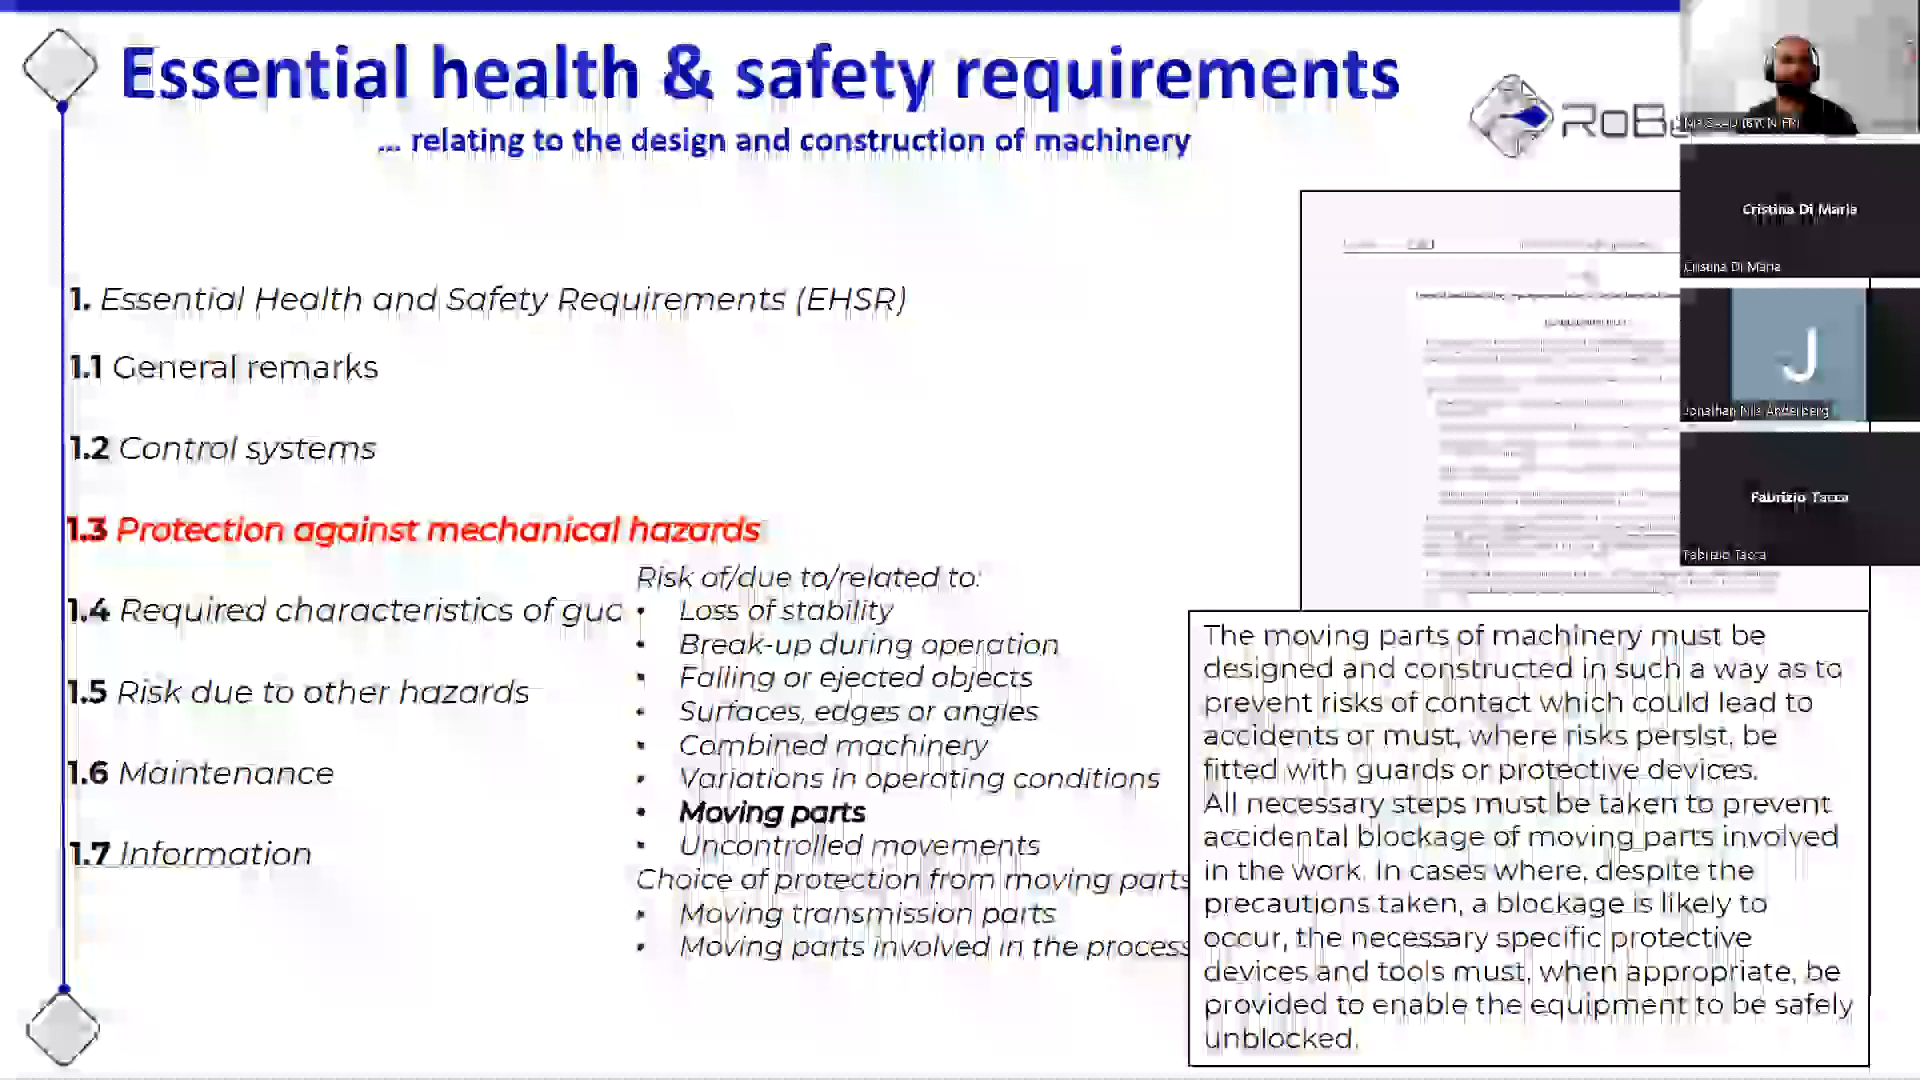 Essential health & safety requirements
... relating to the design and construction of machinery
RoBe
Cristina Di Maria
Cristina Di Maria
J
Jonathan Nils Anderberg
Fabrizio Tacca
Fabrizio Tacca
1. Essential Health and Safety Requirements (EHSR)
1.1 General remarks
1.2 Control systems
1.3 Protection against mechanical hazards
1.4 Required characteristics of gua
1.5 Risk due to other hazards
1.6 Maintenance
1.7 Information
Risk of/due to/related to:
• Loss of stability
• Break-up during operation
• Falling or ejected objects
• Surfaces, edges or angles
• Combined machinery
• Variations in operating conditions
• Moving parts
• Uncontrolled movements
Choice of protection from moving parts
• Moving transmission parts
• Moving parts involved in the process
The moving parts of machinery must be
designed and constructed in such a way as to
prevent risks of contact which could lead to
accidents or must, where risks persist, be
fitted with guards or protective devices.
All necessary steps must be taken to prevent
accidental blockage of moving parts involved
in the work. In cases where, despite the
precautions taken, a blockage is likely to
occur, the necessary specific protective
devices and tools must, when appropriate, be
provided to enable the equipment to be safely
unblocked.